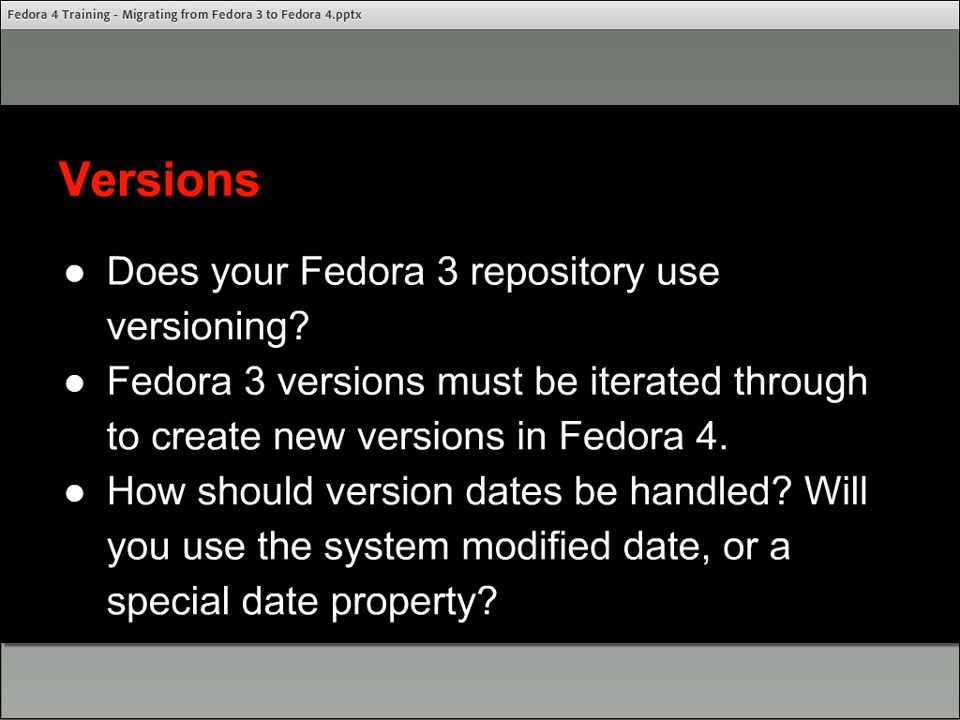 Fedora 4 Training - Migrating from Fedora 3 to Fedora 4.pptx
Versions
● Does your Fedora 3 repository use
versioning?
● Fedora 3 versions must be iterated through
to create new versions in Fedora 4.
● How should version dates be handled? Will
you use the system modified date, or a
special date property?